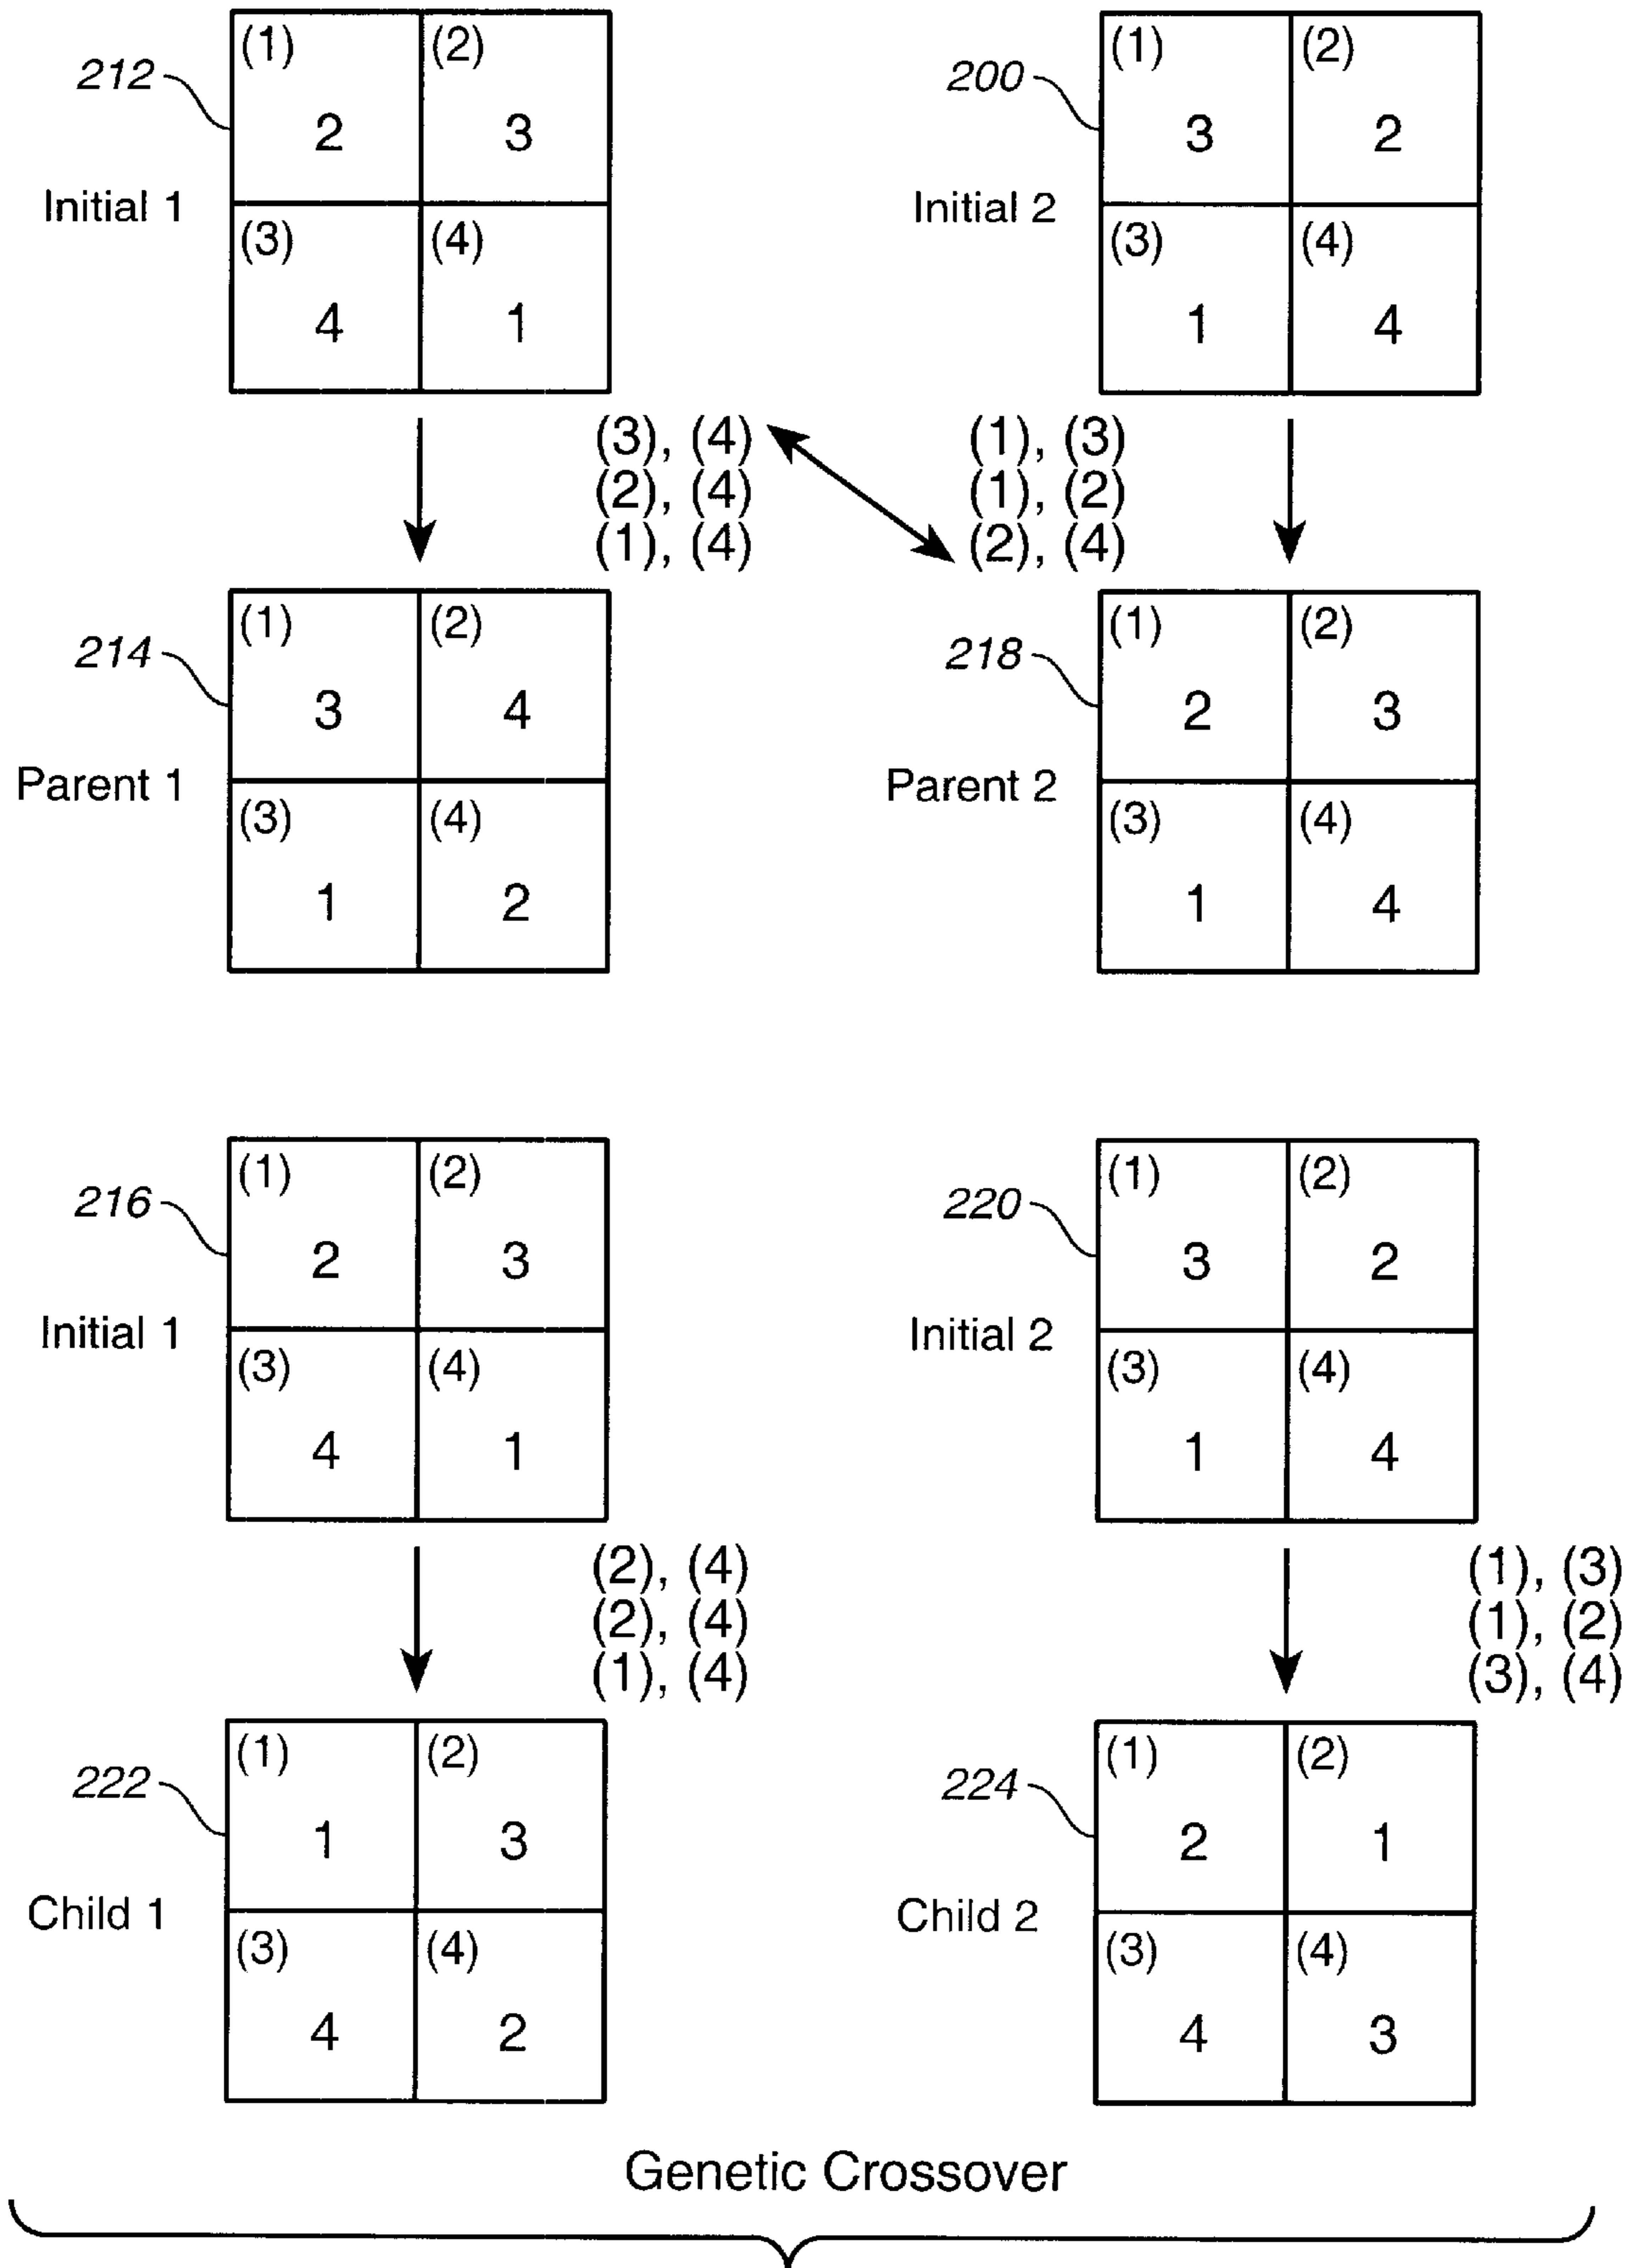 (1) (2) (1) (2)
212 200
2 3 3 2
Initial 1 Initial 2
(3) (4) (3) (4)
4 1 1 4
(3), (4) (1), (3)
(2), (4) (1), (2)
(1), (4) (2), (4)
(1) (2) (1) (2)
214 218
3 4 2 3
Parent 1 Parent 2
(3) (4) (3) (4)
1 2 1 4
(1) (2) (1) (2)
216 220
2 3 3 2
Initial 1 Initial 2
(3) (4) (3) (4)
4 1 1 4
(2), (4) (1), (3)
(2), (4) (1), (2)
(1), (4) (3), (4)
(1) (2) (1) (2)
222 224
1 3 2 1
Child 1 Child 2
(3) (4) (3) (4)
4 2 4 3
Genetic Crossover